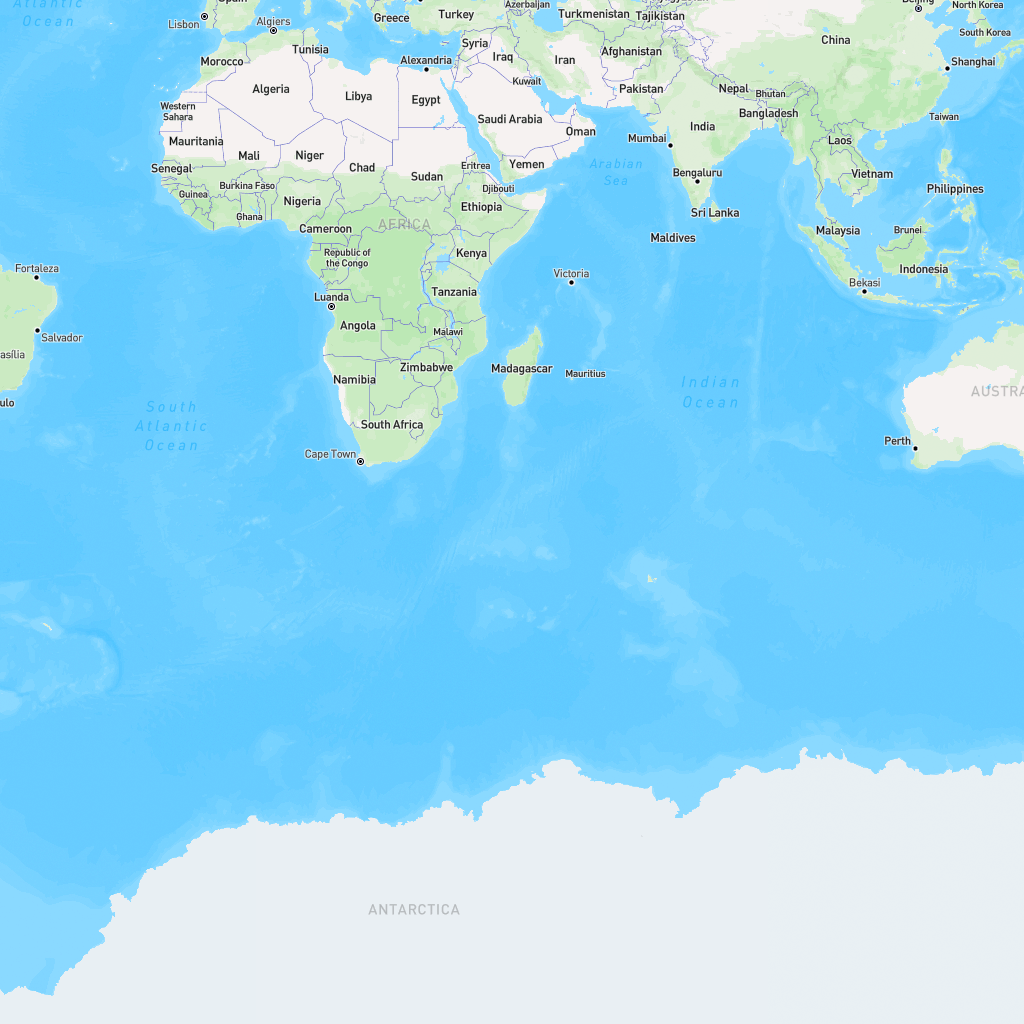 Atlantic
Ocean
Lisbon
Spain
Algiers
Greece
Turkey
Azerbaijan
Turkmenistan
Tajikistan
Beijing
North Korea
South Korea
Tunisia
Morocco
Alexandria
Syria
Iraq
Iran
Afghanistan
China
Shanghai
Algeria
Libya
Egypt
Kuwait
Pakistan
Nepal
Bhutan
Western
Sahara
Saudi Arabia
Oman
Mumbai
India
Bangladesh
Taiwan
Mauritania
Mali
Niger
Chad
Sudan
Eritrea
Yemen
Arabian
Sea
Laos
Senegal
Burkina Faso
Guinea
Nigeria
Djibouti
Ethiopia
Bengaluru
Vietnam
Philippines
Ghana
Cameroon
AFRICA
Sri Lanka
Maldives
Malaysia
Brunei
Republic of
the Congo
Kenya
Victoria
Indonesia
Bekasi
Fortaleza
Luanda
Tanzania
Salvador
Angola
Malawi
asília
Zimbabwe
Madagascar
Mauritius
Namibia
Indian
Ocean
AUSTRA
ulo
South
Atlantic
Ocean
South Africa
Perth
Cape Town
ANTARCTICA